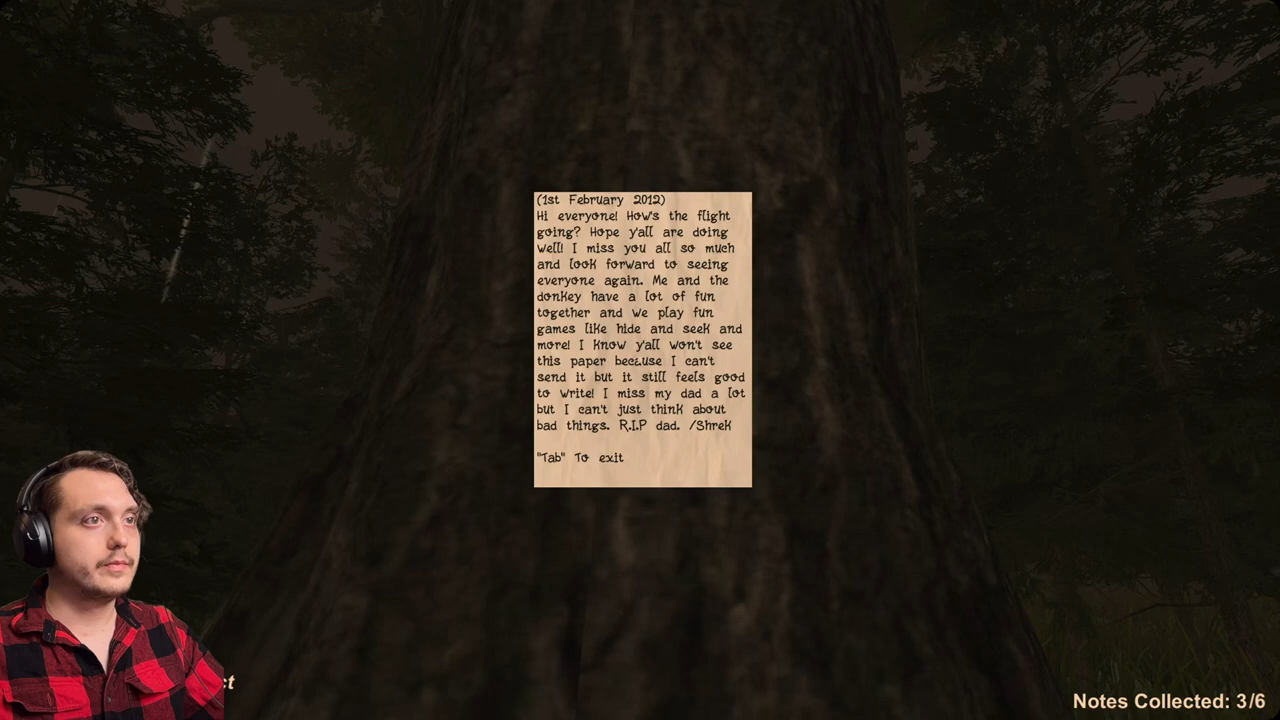 (1st February 2012)
Hi everyone! How's the flight
going? Hope y'all are doing
well! I miss you all so much
and look forward to seeing
everyone again. Me and the
donkey have a lot of fun
together and we play fun
games like hide and seek and
more! I know y'all won't see
this paper because I can't
send it but it still feels good
to write! I miss my dad a lot
but I can't just think about
bad things. R.I.P dad. /Shrek
"Tab" To exit
Notes Collected: 3/6